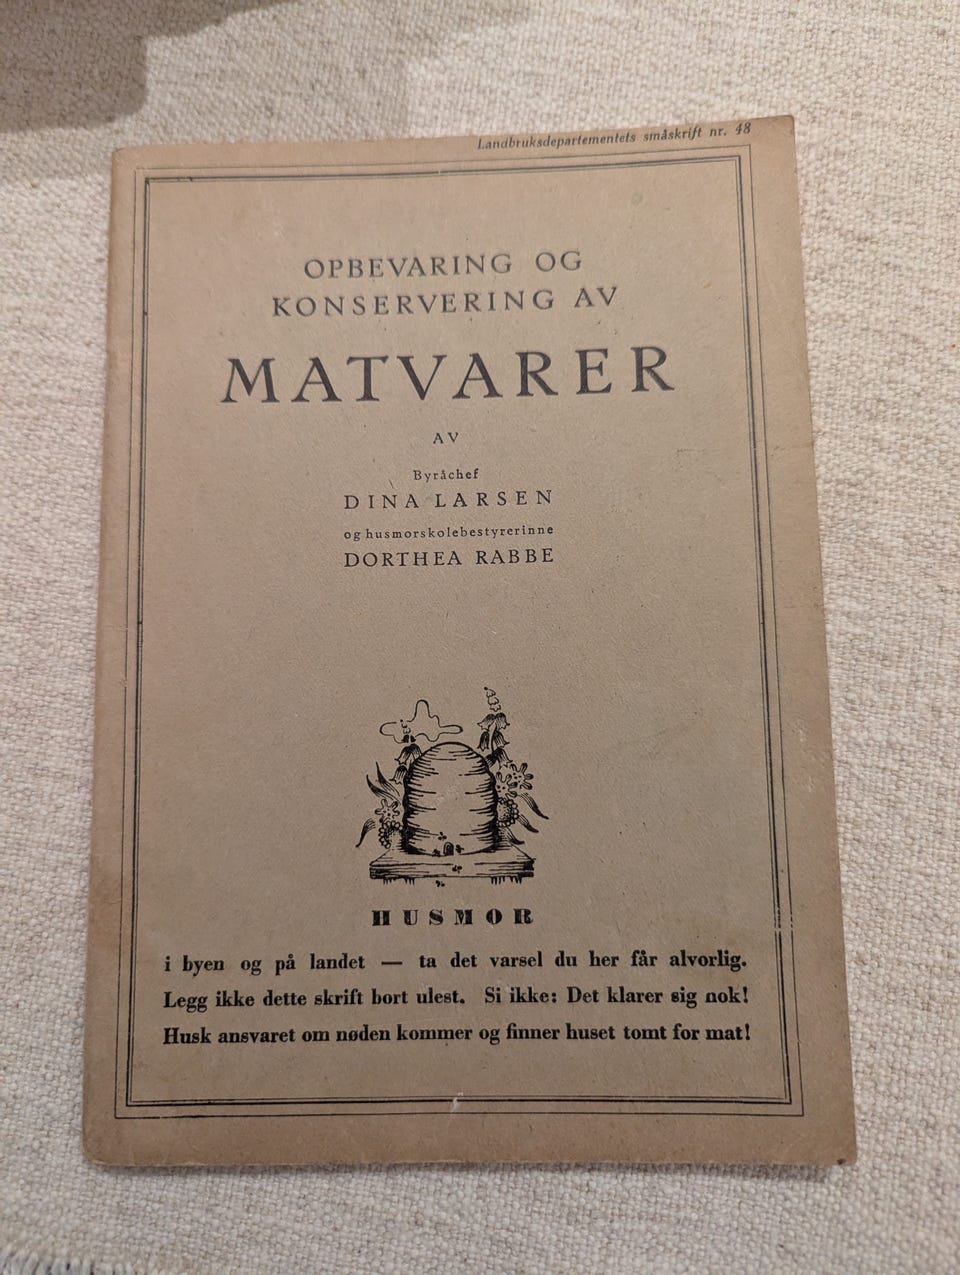 Landbruksdepartementets småskrift nr. 48
OPBEVARING OG
KONSERVERING AV
MATVARER
AV
Byråchef
DINA LARSEN
og husmorskolebestyrerinne
DORTHEA RABBE
HUSMOR
i byen og på landet — ta det varsel du her får alvorlig.
Legg ikke dette skrift bort ulest. Si ikke: Det klarer sig nok!
Husk ansvaret om nøden kommer og finner huset tomt for mat!